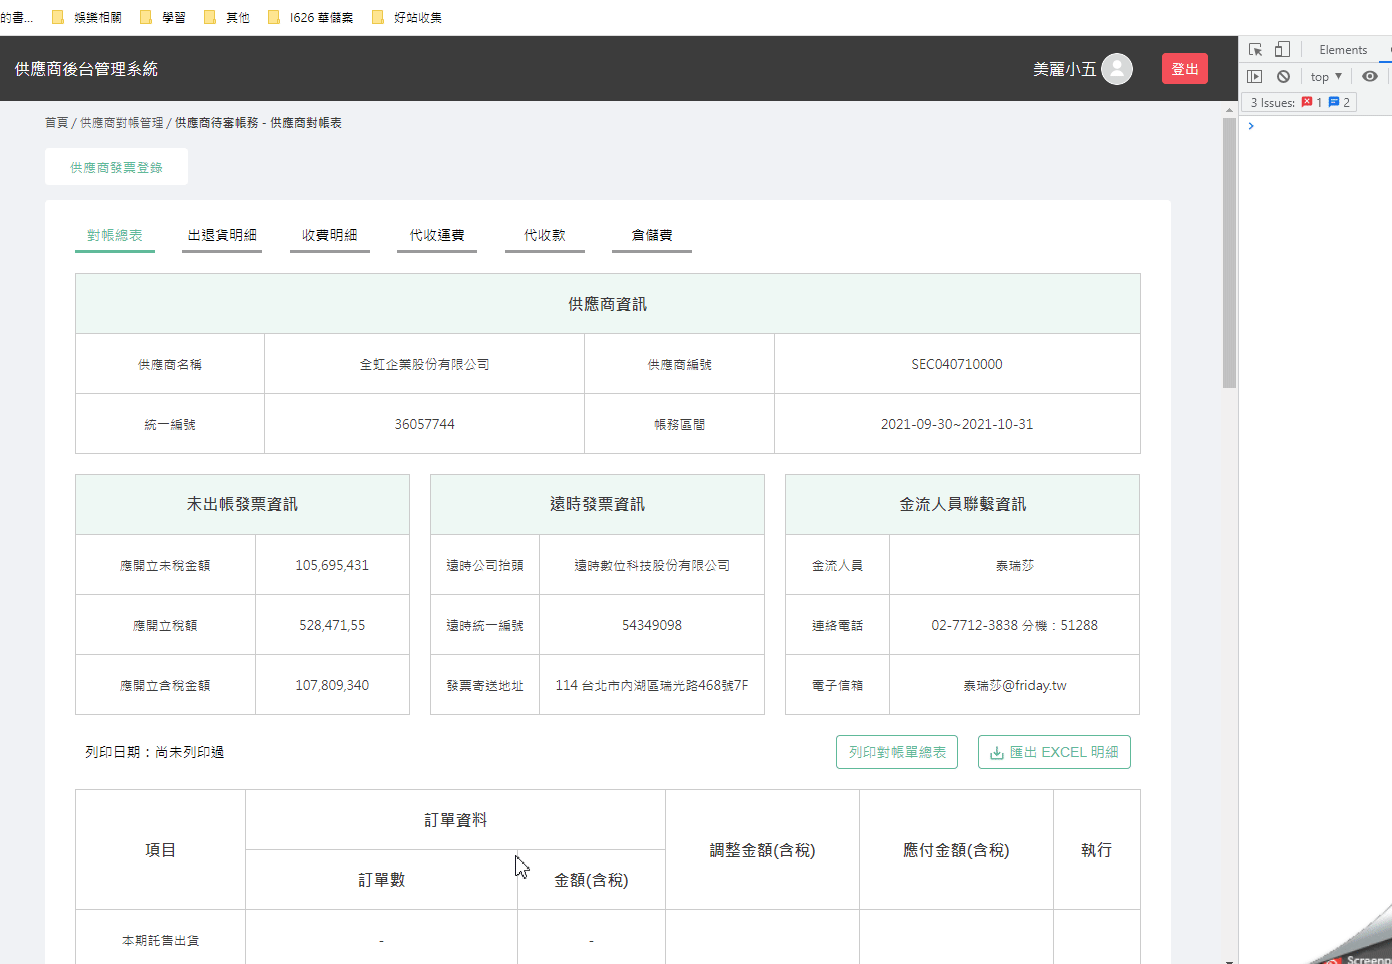 的書... 娛樂相關 學習 其他 I626 華儲案 好站收集
供應商後台管理系統 美麗小五 登出
Elements
top
3 Issues: 1 2
首頁 / 供應商對帳管理 / 供應商待審帳務 - 供應商對帳表
供應商發票登錄
對帳總表 出退貨明細 收費明細 代收運費 代收款 倉儲費
供應商資訊
供應商名稱 全虹企業股份有限公司 供應商編號 SEC040710000
統一編號 36057744 帳務區間 2021-09-30~2021-10-31
未出帳發票資訊 遠時發票資訊 金流人員聯繫資訊
應開立未稅金額 105,695,431 遠時公司抬頭 遠時數位科技股份有限公司 金流人員 泰瑞莎
應開立稅額 528,471,55 遠時統一編號 54349098 連絡電話 02-7712-3838 分機：51288
應開立含稅金額 107,809,340 發票寄送地址 114 台北市內湖區瑞光路468號7F 電子信箱 泰瑞莎@friday.tw
列印日期：尚未列印過 列印對帳單總表 匯出 EXCEL 明細
項目 訂單資料 調整金額(含稅) 應付金額(含稅) 執行
訂單數 金額(含稅)
本期託售出貨 - -